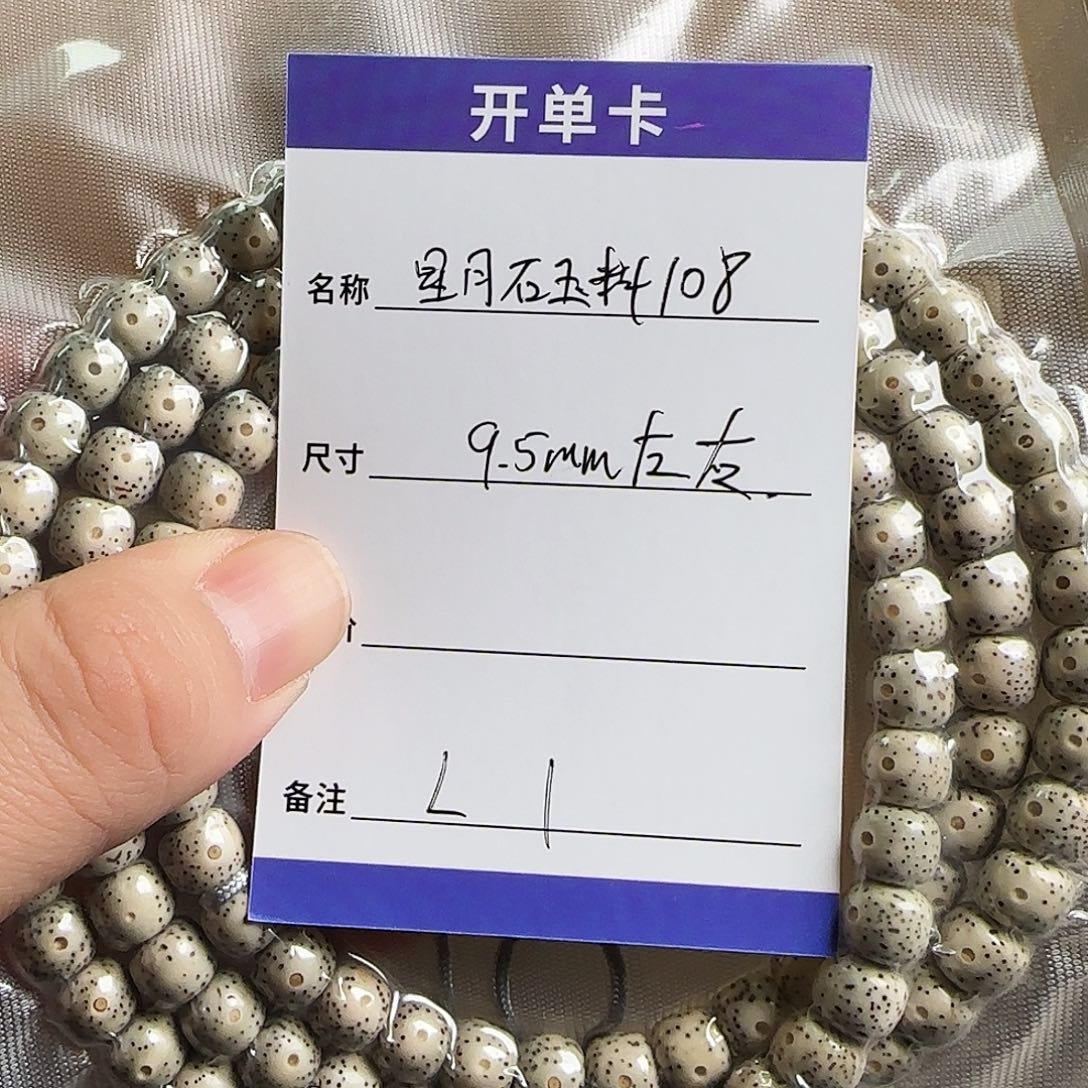 开单卡
名称 星月石玉料108
尺寸 9.5mm左右
备注 L 1